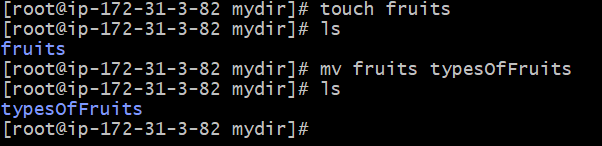 [root@ip-172-31-3-82 mydir]# touch fruits
[root@ip-172-31-3-82 mydir]# ls
fruits
[root@ip-172-31-3-82 mydir]# mv fruits typesOfFruits
[root@ip-172-31-3-82 mydir]# ls
typesOfFruits
[root@ip-172-31-3-82 mydir]#